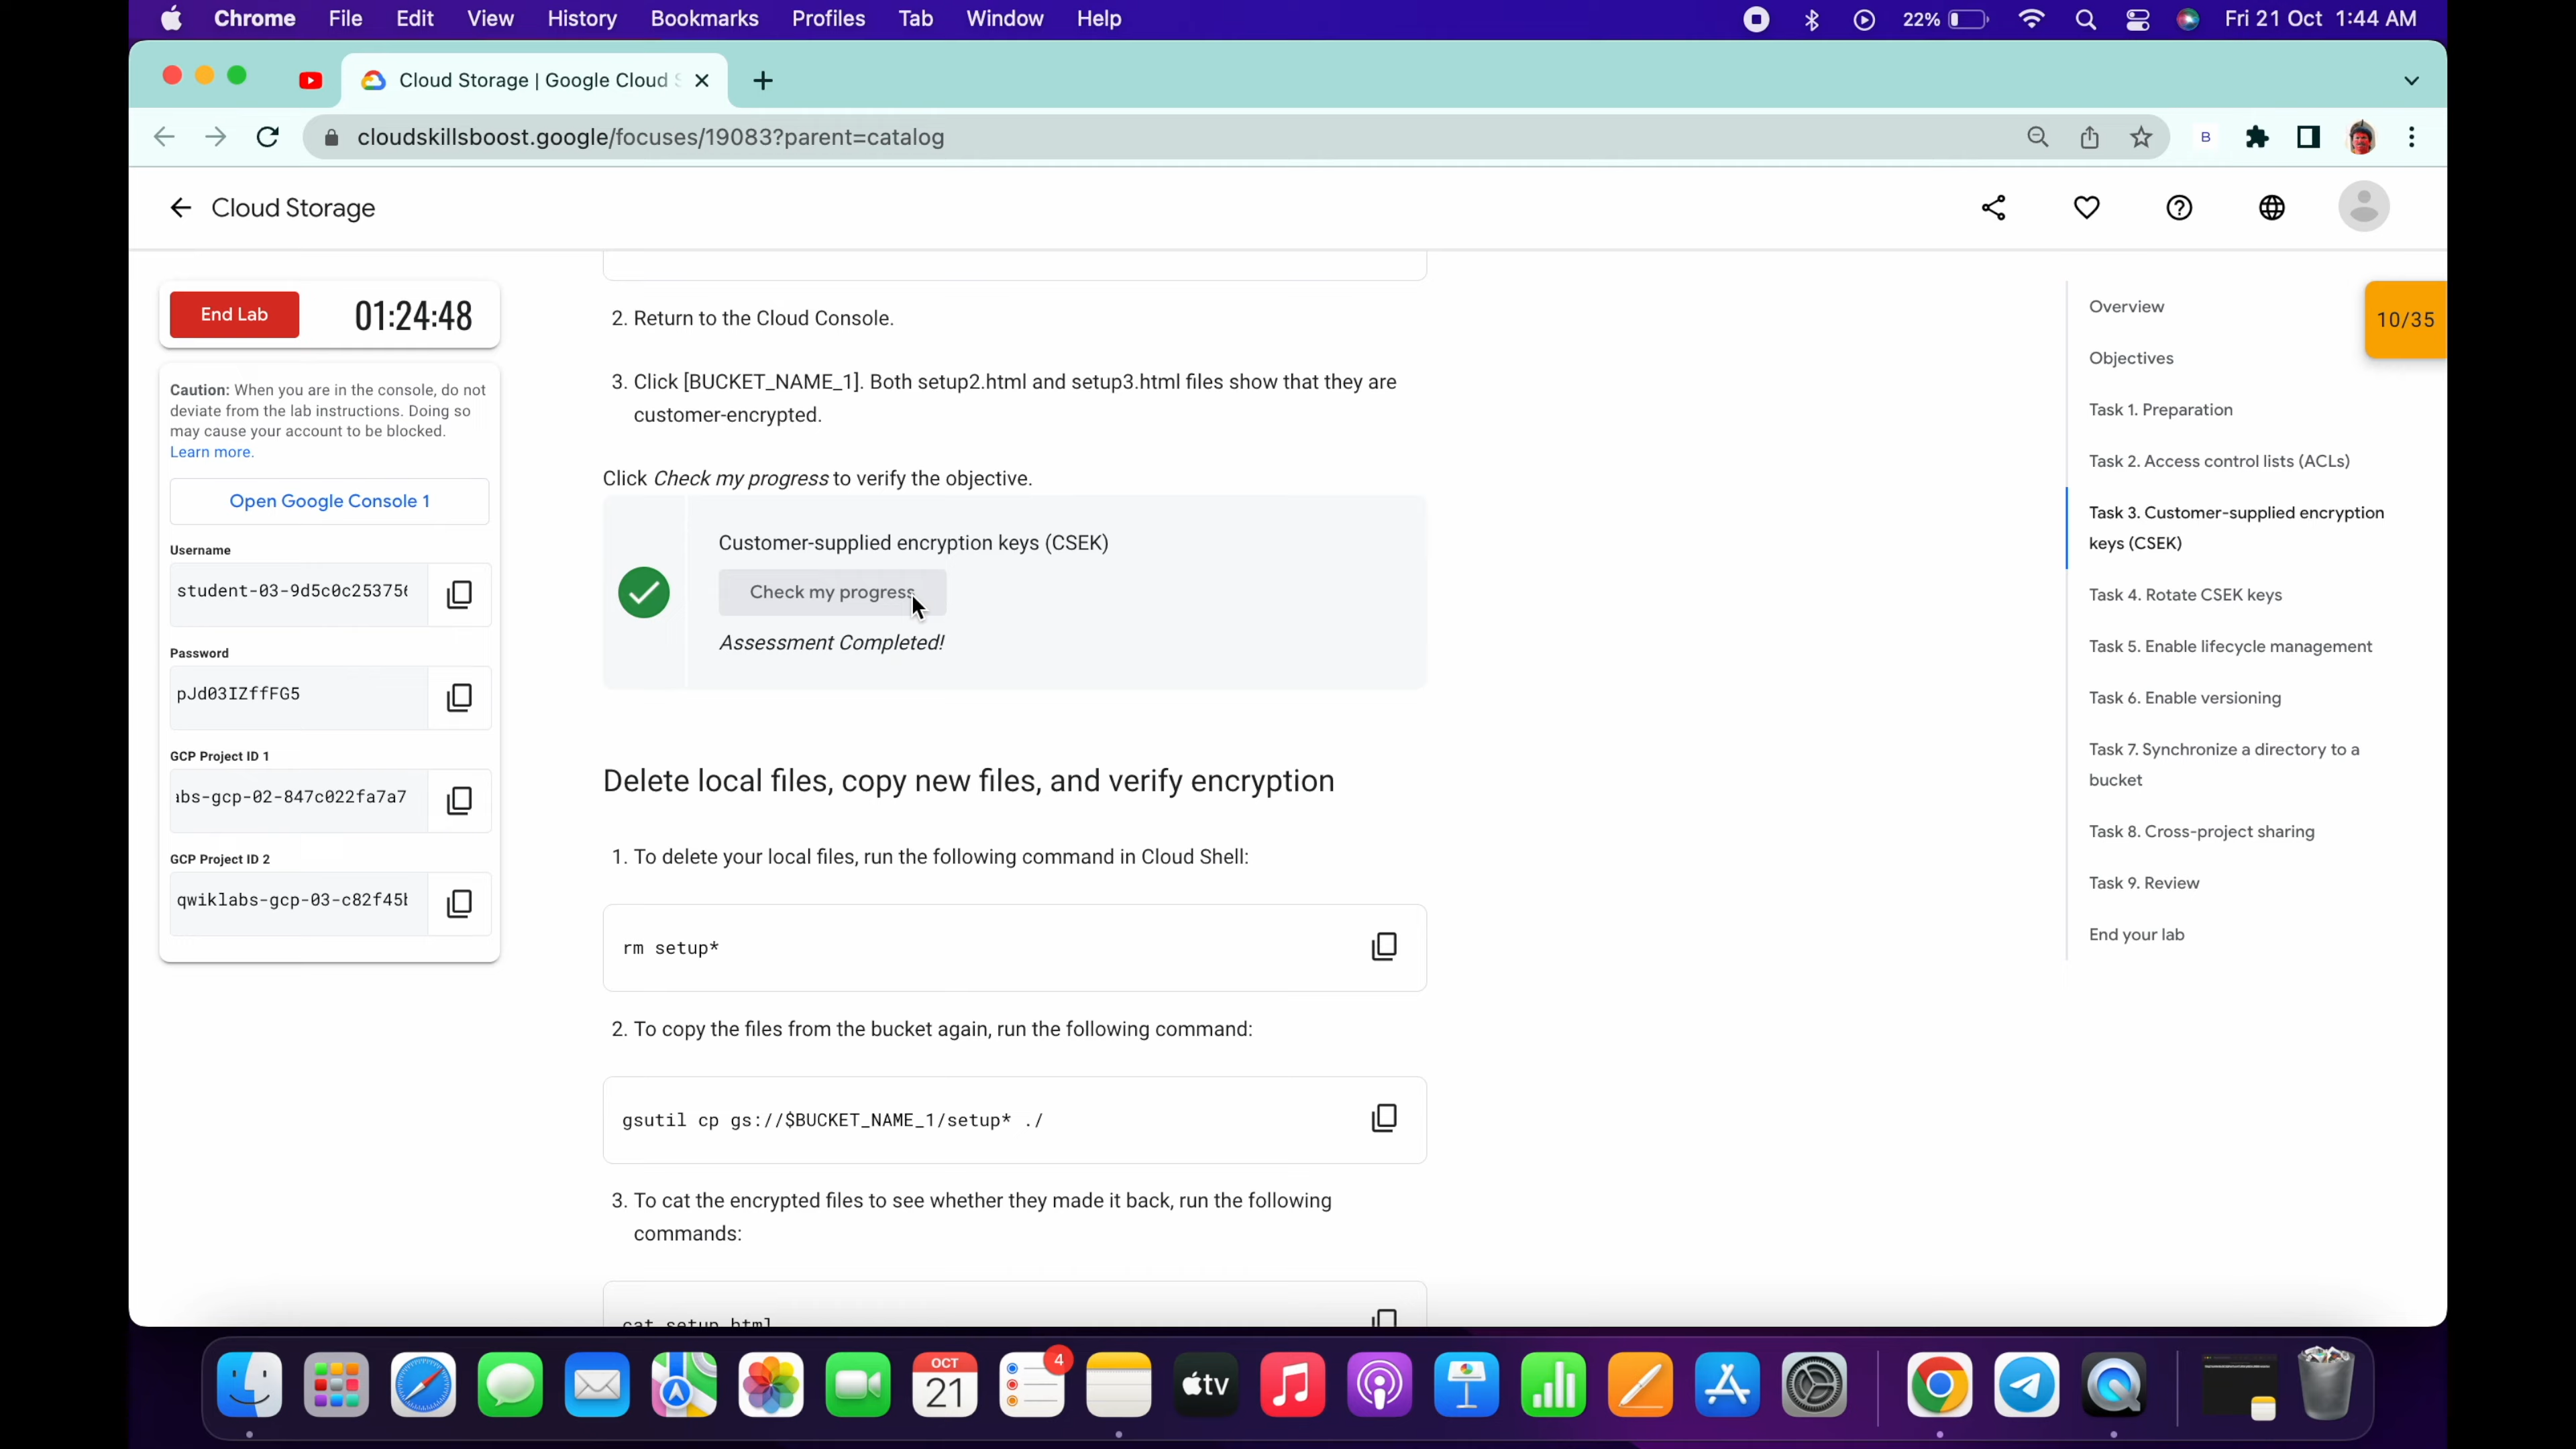 Chrome File Edit View History Bookmarks Profiles Tab Window Help 22% Fri 21 Oct 1:44 AM
Cloud Storage | Google Cloud
cloudskillsboost.google/focuses/19083?parent=catalog B
Cloud Storage
End Lab 01:24:48
Caution: When you are in the console, do not
deviate from the lab instructions. Doing so
may cause your account to be blocked.
Learn more.
Open Google Console 1
Username
student-03-9d5c0c25375
Password
pJd03IZffFG5
GCP Project ID 1
abs-gcp-02-847c022fa7a7
GCP Project ID 2
qwiklabs-gcp-03-c82f45
2. Return to the Cloud Console.
3. Click [BUCKET_NAME_1]. Both setup2.html and setup3.html files show that they are
customer-encrypted.
Click Check my progress to verify the objective.
Customer-supplied encryption keys (CSEK)
Check my progress
Assessment Completed!
Delete local files, copy new files, and verify encryption
1. To delete your local files, run the following command in Cloud Shell:
rm setup*
2. To copy the files from the bucket again, run the following command:
gsutil cp gs://$BUCKET_NAME_1/setup* ./
3. To cat the encrypted files to see whether they made it back, run the following
commands:
cat setup.html
Overview
Objectives
Task 1. Preparation
Task 2. Access control lists (ACLs)
Task 3. Customer-supplied encryption
keys (CSEK)
Task 4. Rotate CSEK keys
Task 5. Enable lifecycle management
Task 6. Enable versioning
Task 7. Synchronize a directory to a
bucket
Task 8. Cross-project sharing
Task 9. Review
End your lab
10/35
OCT
21
4
tv